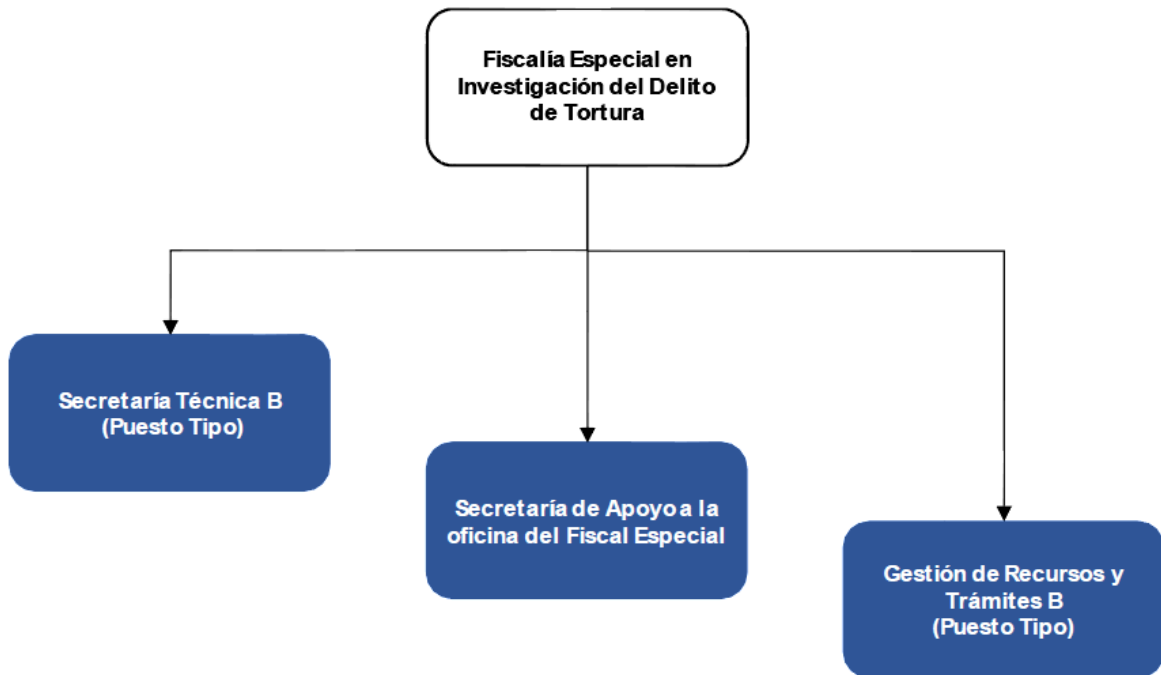 Fiscalía Especial en
Investigación del Delito
de Tortura
Secretaría Técnica B
(Puesto Tipo)
Secretaría de Apoyo a la
oficina del Fiscal Especial
Gestión de Recursos y
Trámites B
(Puesto Tipo)